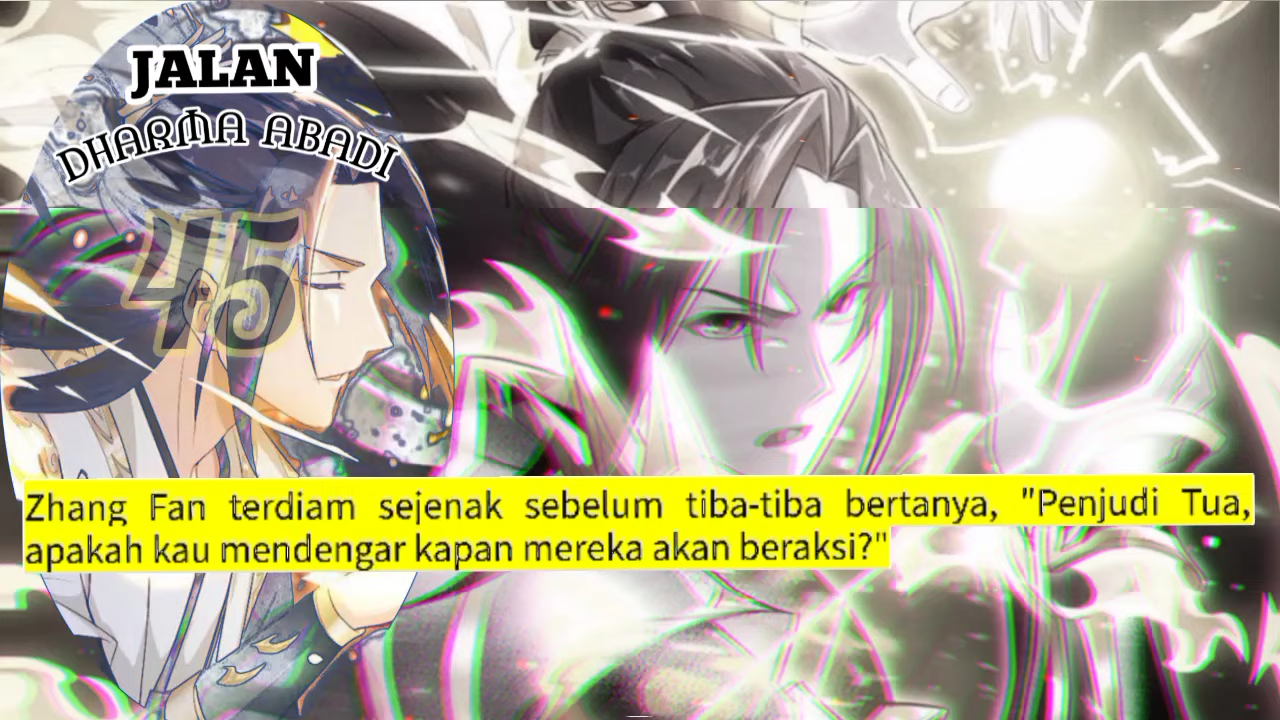 JALAN
DHARMA ABADI
45
Zhang Fan terdiam sejenak sebelum tiba-tiba bertanya, "Penjudi Tua,
apakah kau mendengar kapan mereka akan beraksi?"